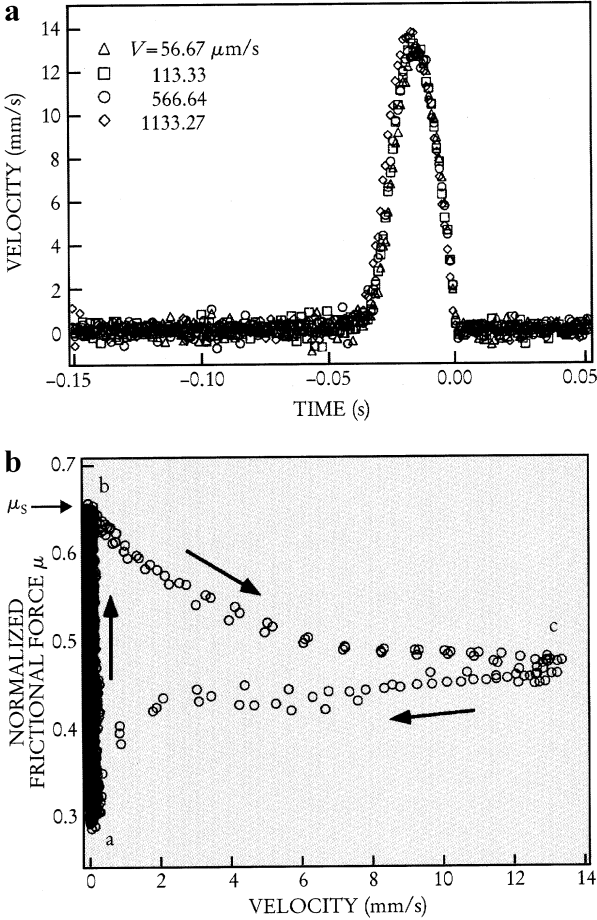 a
14
12
10
8
6
4
2
0
VELOCITY (mm/s)
△ V=56.67 μm/s
□ 113.33
○ 566.64
◇ 1133.27
−0.15 −0.10 −0.05 0.00 0.05
TIME (s)
b
0.7
0.6
0.5
0.4
0.3
μS
NORMALIZED
FRICTIONAL FORCE μ
b
c
a
0 2 4 6 8 10 12 14
VELOCITY (mm/s)